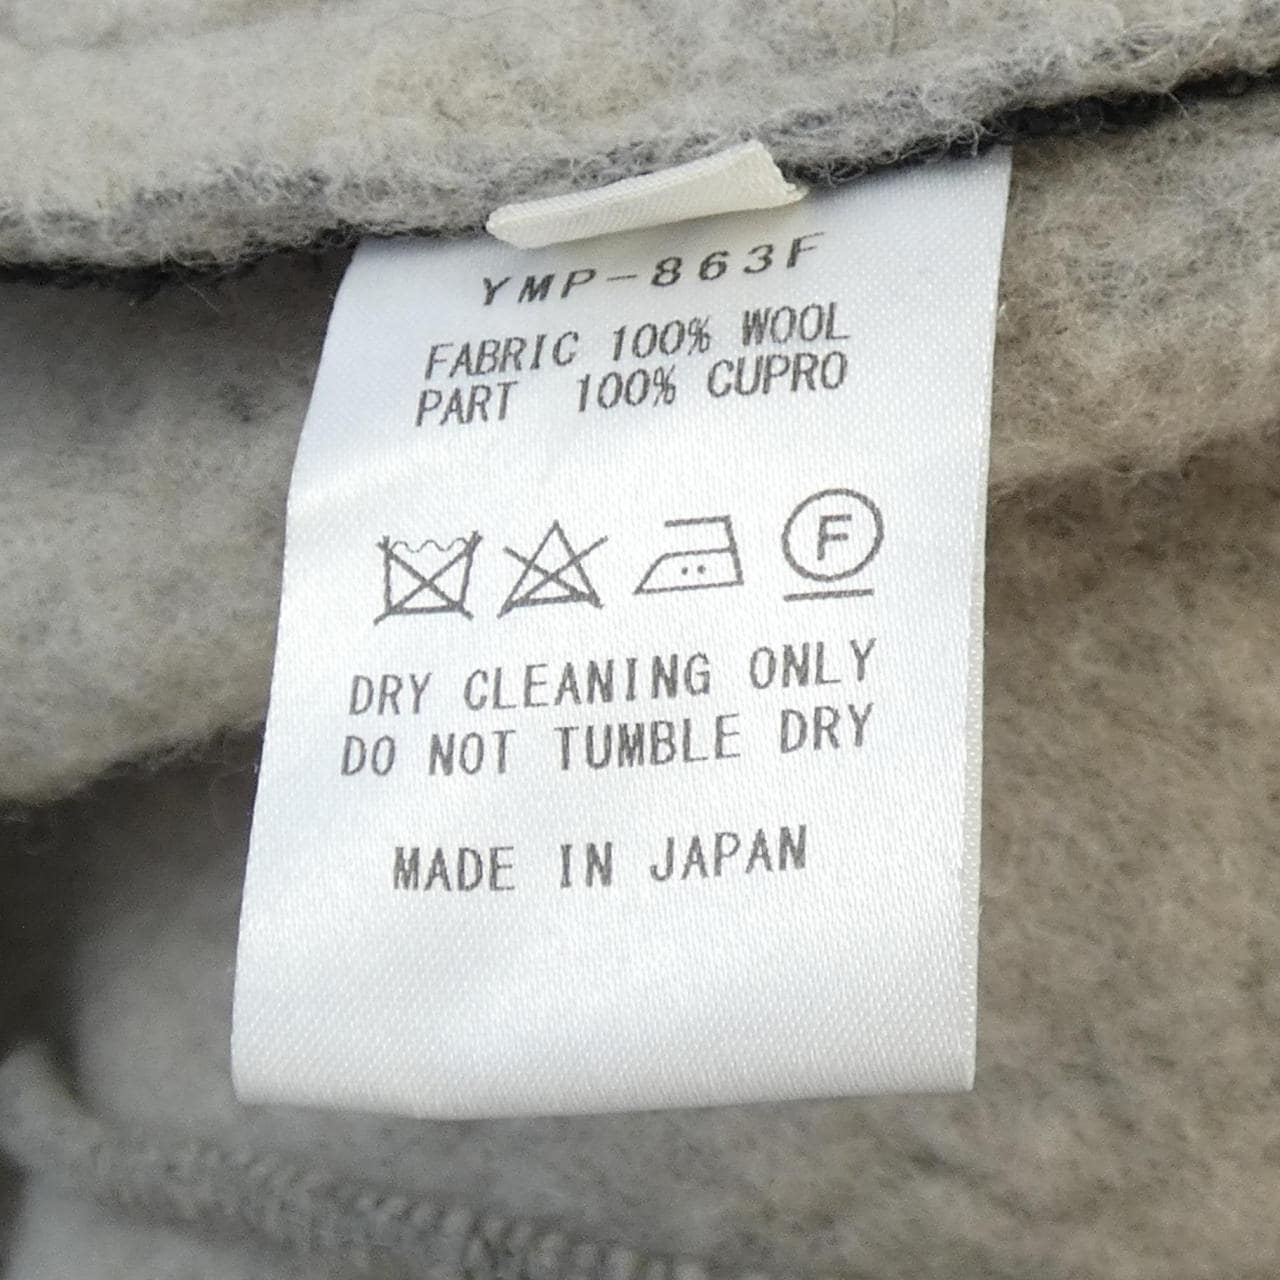 YMP-863F
FABRIC 100% WOOL
PART 100% CUPRO
F
DRY CLEANING ONLY
DO NOT TUMBLE DRY
MADE IN JAPAN